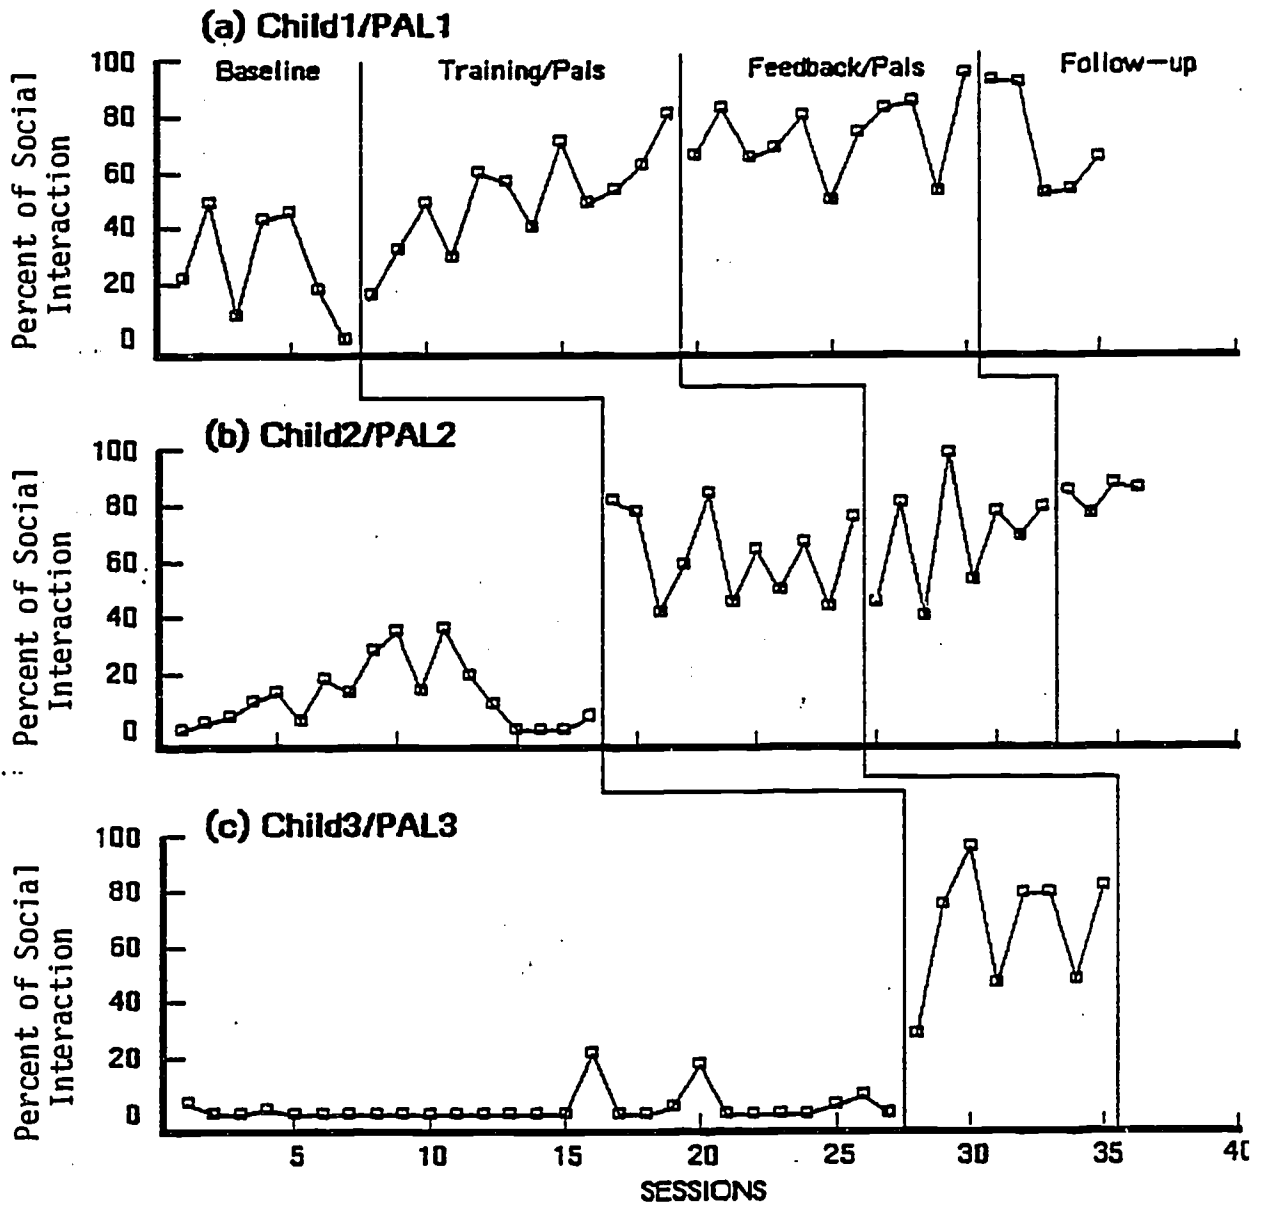 (a) Child1/PAL1
Baseline
Training/Pals
Feedback/Pals
Follow-up
Percent of Social
Interaction
100
80
60
40
20
0
(b) Child2/PAL2
Percent of Social
Interaction
100
80
60
40
20
0
(c) Child3/PAL3
Percent of Social
Interaction
100
80
60
40
20
0
5 10 15 20 25 30 35
SESSIONS